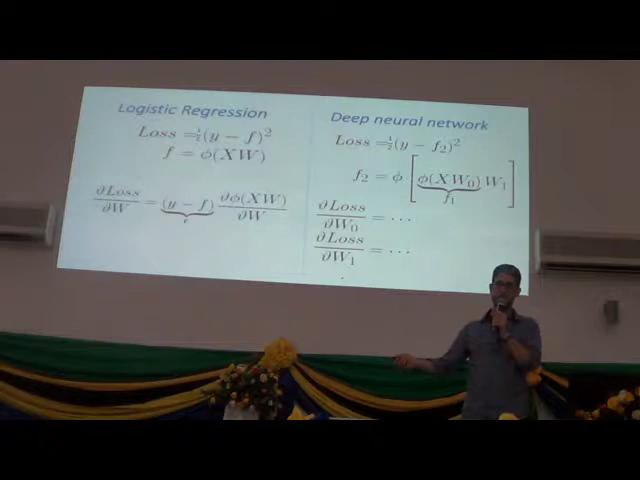 Logistic Regression
Loss = ½(y − f)²
f = φ(XW)
∂Loss/∂W = (y − f) ∂φ(XW)/∂W
Deep neural network
Loss = ½(y − f₂)²
f₂ = φ [φ(XW₀) W₁]
f₁
∂Loss/∂W₀ = ⋯
∂Loss/∂W₁ = ⋯